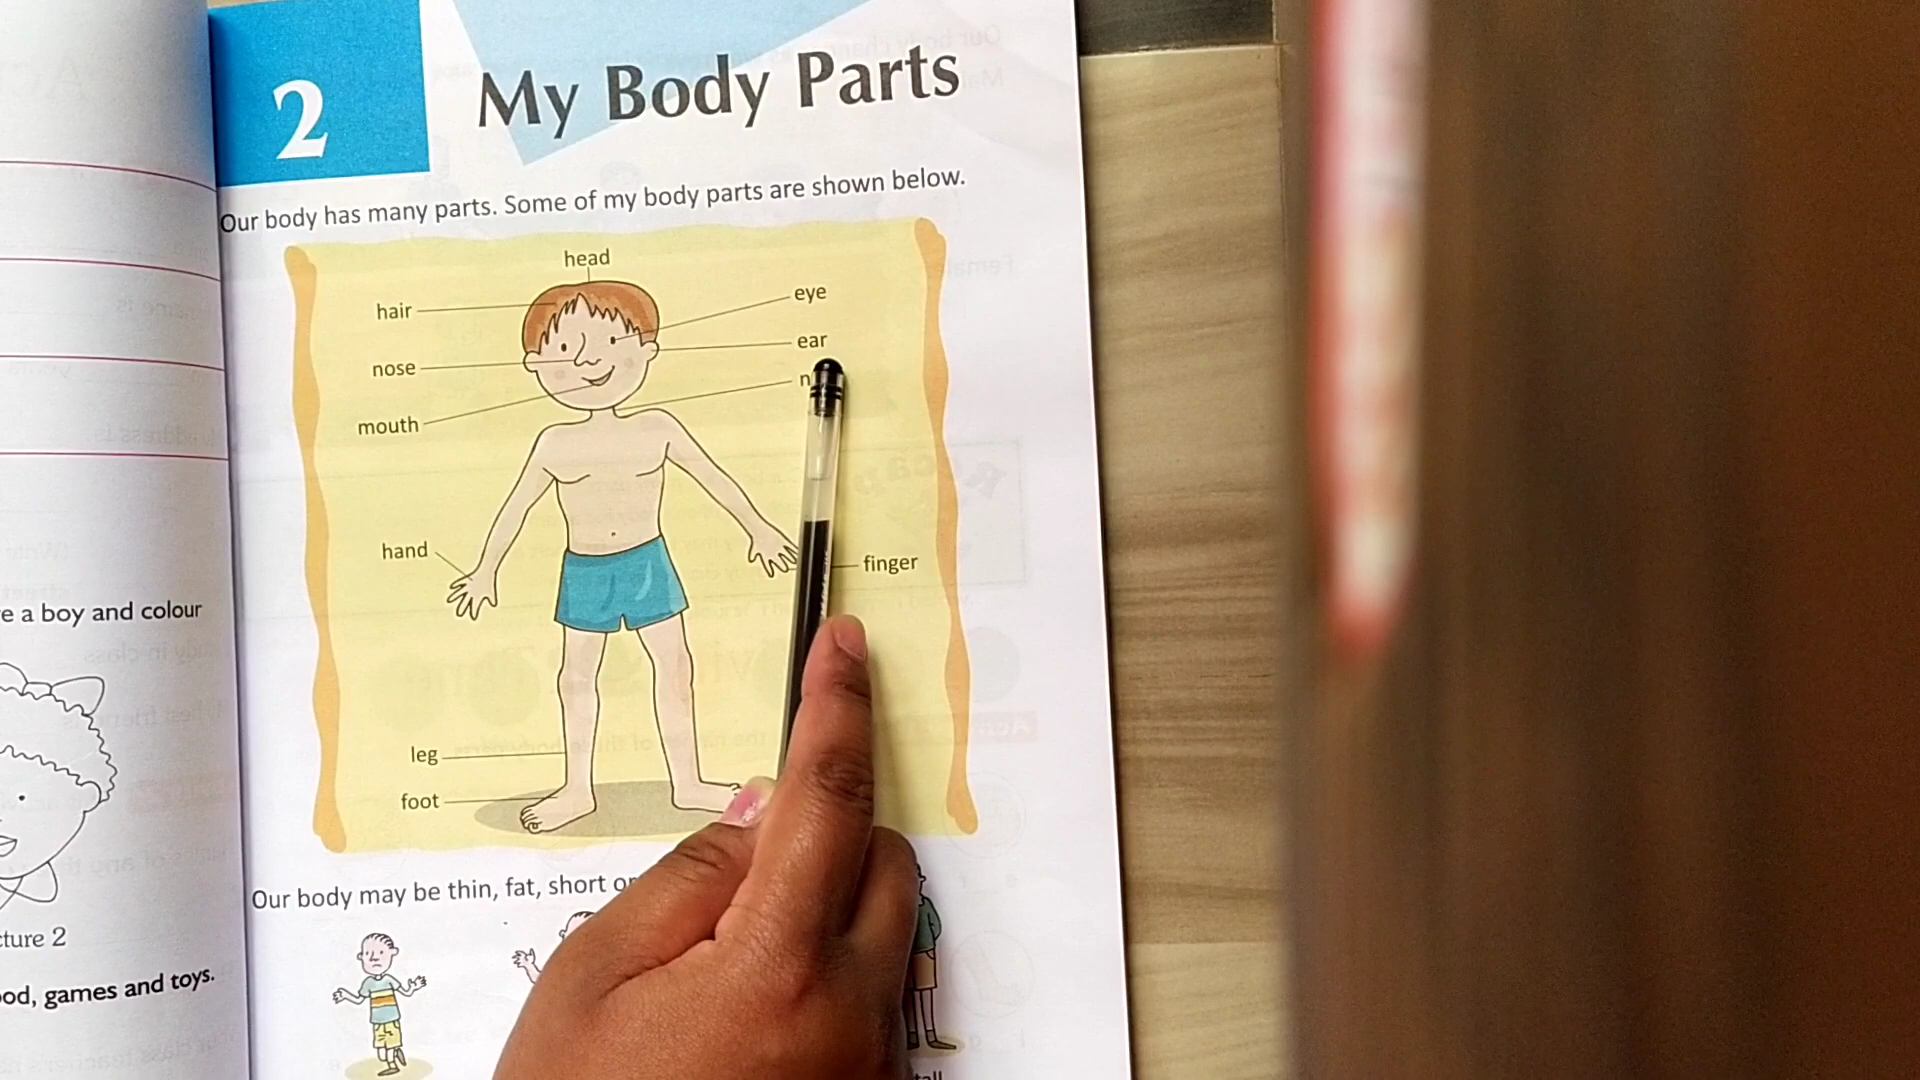 2
My Body Parts
Our body has many parts. Some of my body parts are shown below.
head
hair
eye
ear
nose
mouth
hand
finger
leg
foot
Our body may be thin, fat, short or
a boy and colour
2
games and toys.